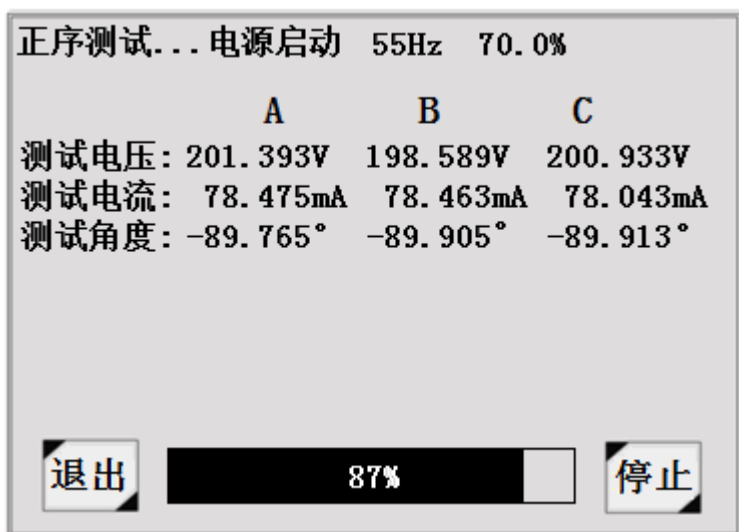 正序测试...电源启动 55Hz 70.0%
A B C
测试电压: 201.393V 198.589V 200.933V
测试电流: 78.475mA 78.463mA 78.043mA
测试角度: -89.765° -89.905° -89.913°
退出 87% 停止